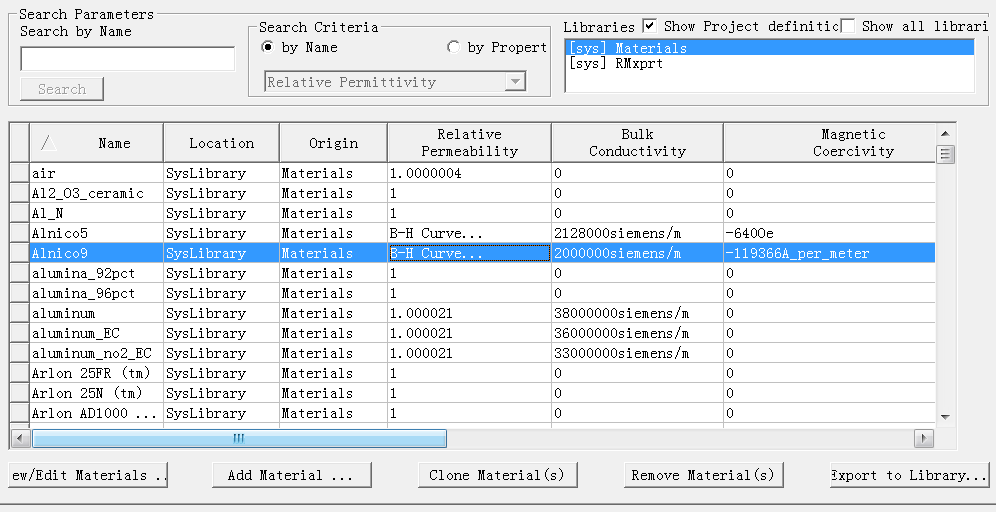 Search Parameters
Search by Name
Search
Search Criteria
by Name
by Propert
Relative Permittivity
Libraries
Show Project definitic
Show all librari
[sys] Materials
[sys] RMxprt
Name Location Origin Relative Permeability Bulk Conductivity Magnetic Coercivity
air SysLibrary Materials 1.0000004 0 0
Al2_O3_ceramic SysLibrary Materials 1 0 0
Al_N SysLibrary Materials 1 0 0
Alnico5 SysLibrary Materials B-H Curve... 2128000siemens/m -640Oe
Alnico9 SysLibrary Materials B-H Curve... 2000000siemens/m -119366A_per_meter
alumina_92pct SysLibrary Materials 1 0 0
alumina_96pct SysLibrary Materials 1 0 0
aluminum SysLibrary Materials 1.000021 38000000siemens/m 0
aluminum_EC SysLibrary Materials 1.000021 36000000siemens/m 0
aluminum_no2_EC SysLibrary Materials 1.000021 33000000siemens/m 0
Arlon 25FR (tm) SysLibrary Materials 1 0 0
Arlon 25N (tm) SysLibrary Materials 1 0 0
Arlon AD1000 ... SysLibrary Materials 1 0 0
ew/Edit Materials ..
Add Material ...
Clone Material(s)
Remove Material(s)
Export to Library...